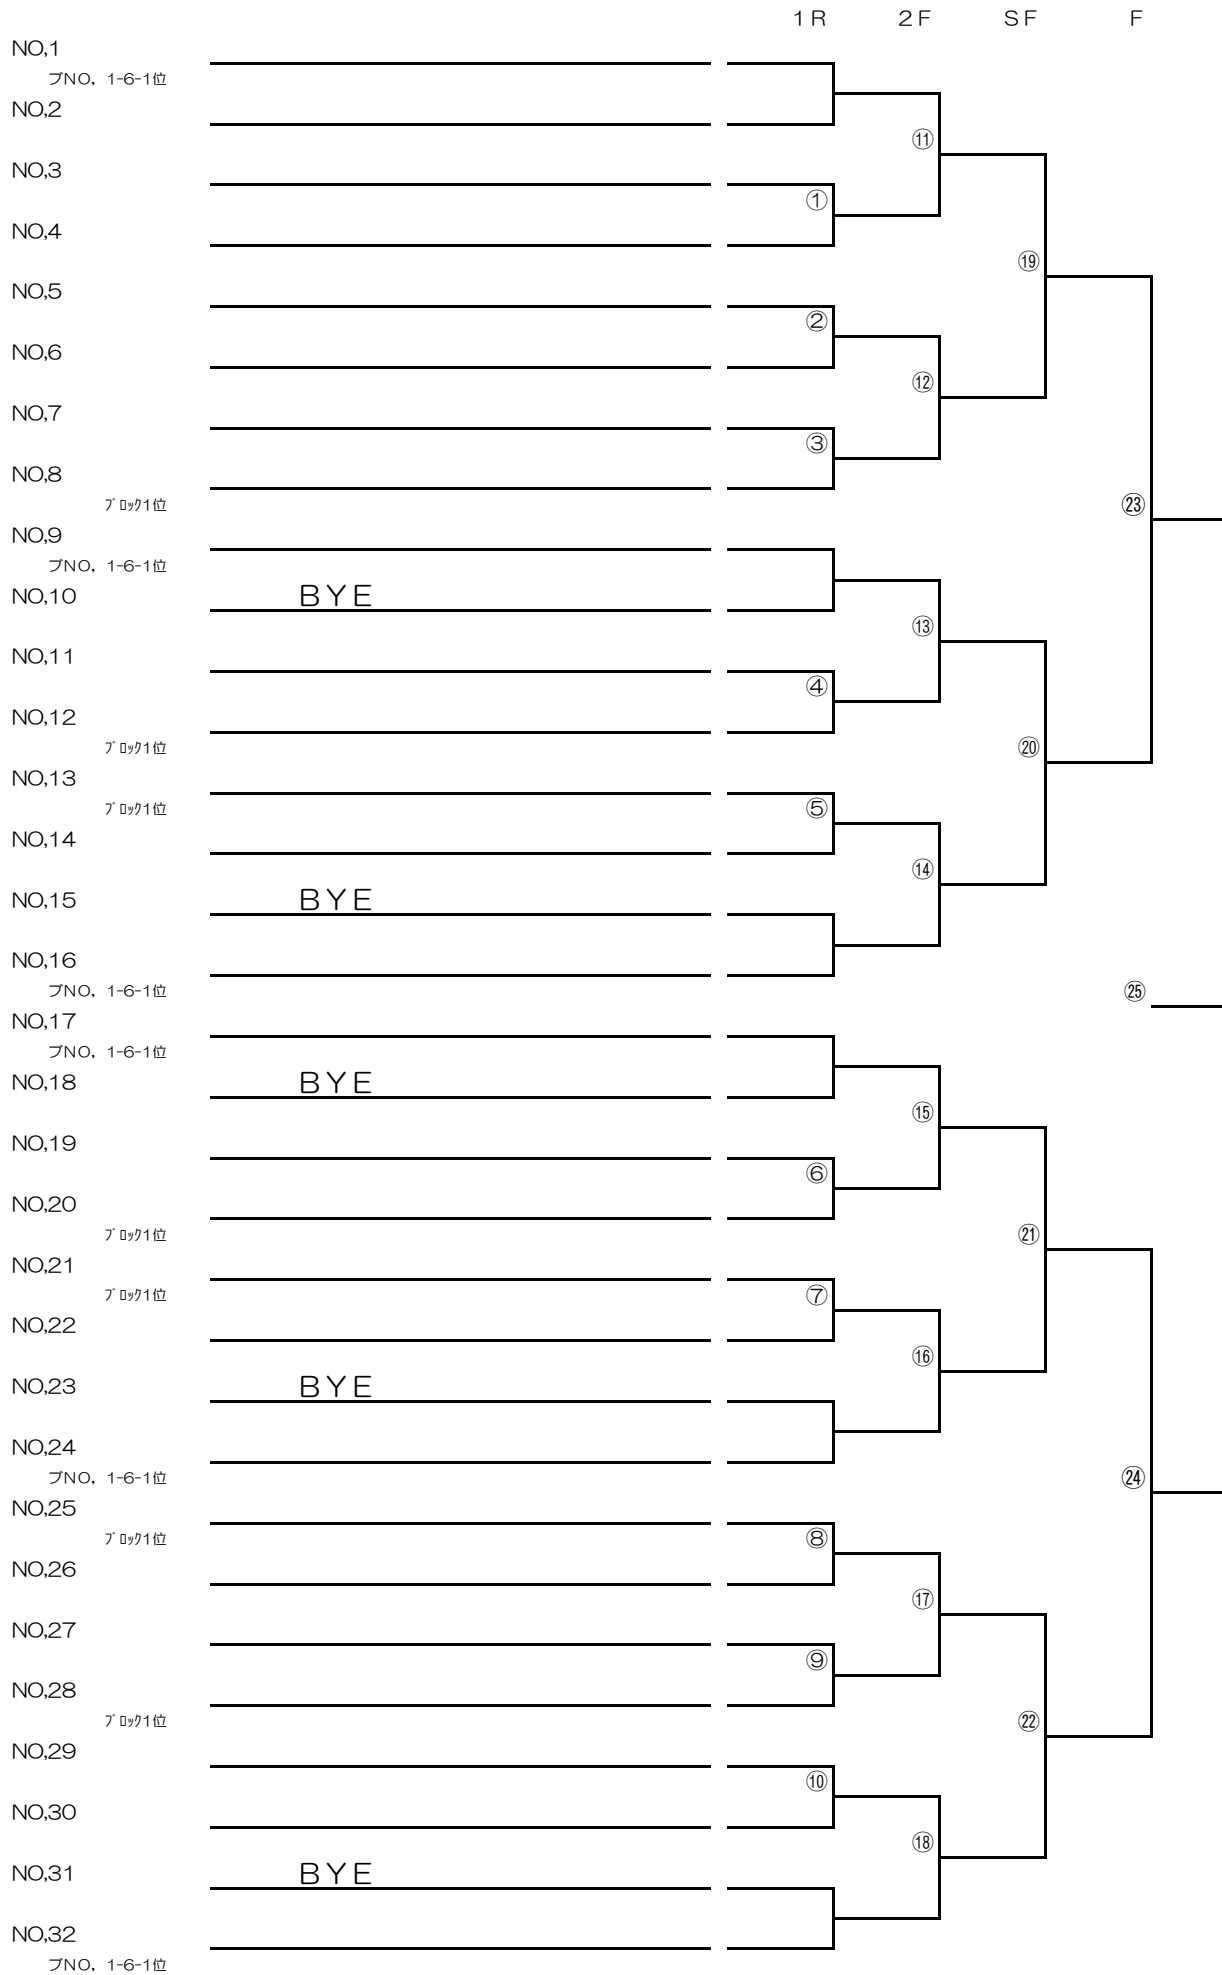 １Ｒ ２Ｆ ＳＦ Ｆ
NO,1
プNO，1-6-1位
NO,2
⑪
NO,3
①
NO,4
⑲
NO,5
②
NO,6
⑫
NO,7
③
NO,8
ﾌﾞﾛｯｸ1位 ㉓
NO,9
プNO，1-6-1位
NO,10 ＢＹＥ
⑬
NO,11
④
NO,12
ﾌﾞﾛｯｸ1位 ⑳
NO,13
ﾌﾞﾛｯｸ1位 ⑤
NO,14
⑭
NO,15 ＢＹＥ
NO,16
プNO，1-6-1位 ㉕
NO,17
プNO，1-6-1位
NO,18 ＢＹＥ
⑮
NO,19
⑥
NO,20
ﾌﾞﾛｯｸ1位 ㉑
NO,21
ﾌﾞﾛｯｸ1位 ⑦
NO,22
⑯
NO,23 ＢＹＥ
NO,24
プNO，1-6-1位 ㉔
NO,25
ﾌﾞﾛｯｸ1位 ⑧
NO,26
⑰
NO,27
⑨
NO,28
ﾌﾞﾛｯｸ1位 ㉒
NO,29
⑩
NO,30
⑱
NO,31 ＢＹＥ
NO,32
プNO，1-6-1位